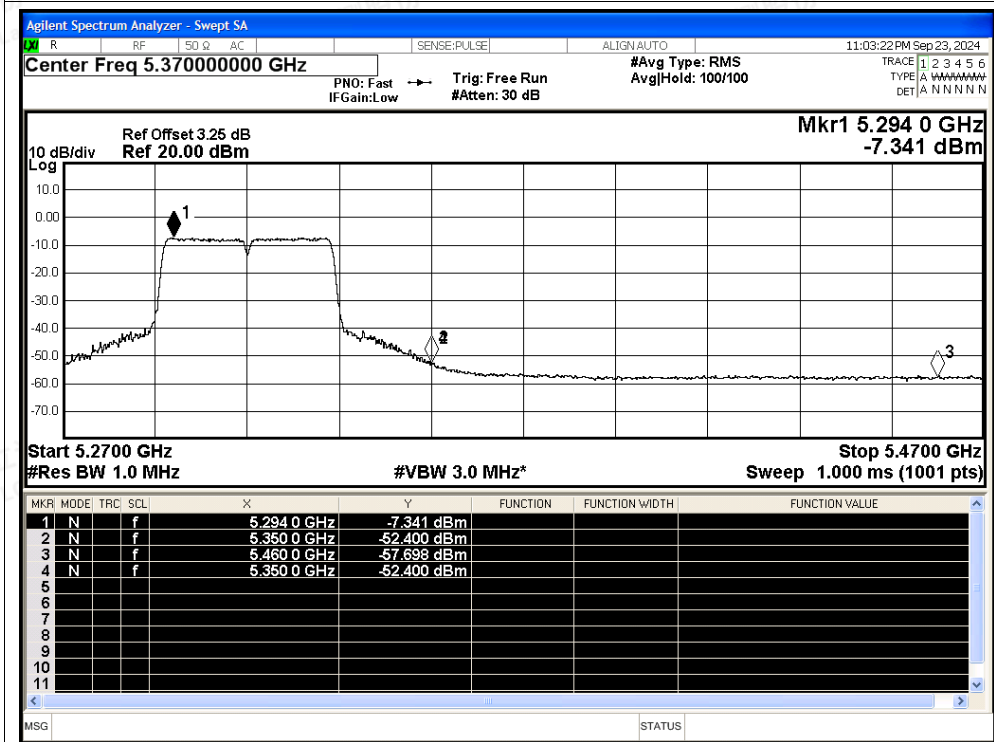 Agilent Spectrum Analyzer - Swept SA
LXI R RF 50 Ω AC SENSE:PULSE ALIGN AUTO 11:03:22 PM Sep 23, 2024
Center Freq 5.370000000 GHz
PNO: Fast
IFGain:Low
Trig: Free Run
#Atten: 30 dB
#Avg Type: RMS
Avg|Hold: 100/100
TRACE 1 2 3 4 5 6
TYPE A WWWWW
DET A N N N N N
Ref Offset 3.25 dB
10 dB/div Ref 20.00 dBm
Log
Mkr1 5.294 0 GHz
-7.341 dBm
10.0
0.00
-10.0
-20.0
-30.0
-40.0
-50.0
-60.0
-70.0
1
2
3
Start 5.2700 GHz Stop 5.4700 GHz
#Res BW 1.0 MHz #VBW 3.0 MHz* Sweep 1.000 ms (1001 pts)
MKR MODE TRC SCL X Y FUNCTION FUNCTION WIDTH FUNCTION VALUE
1 N f 5.294 0 GHz -7.341 dBm
2 N f 5.350 0 GHz -52.400 dBm
3 N f 5.460 0 GHz -57.698 dBm
4 N f 5.350 0 GHz -52.400 dBm
5
6
7
8
9
10
11
MSG STATUS